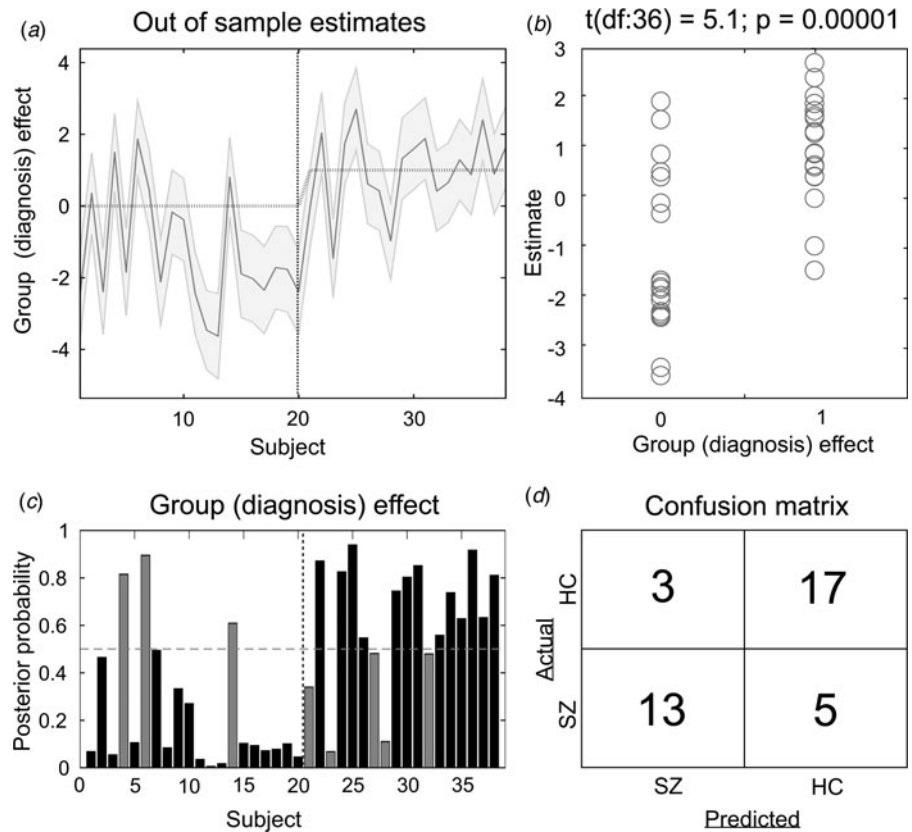 (a) Out of sample estimates
Group (diagnosis) effect
4
2
0
-2
-4
10 20 30
Subject
(b) t(df:36) = 5.1; p = 0.00001
Estimate
3
2
1
0
-1
-2
-3
-4
0 1
Group (diagnosis) effect
(c) Group (diagnosis) effect
Posterior probability
1
0.8
0.6
0.4
0.2
0
0 5 10 15 20 25 30 35
Subject
(d) Confusion matrix
Actual
HC
3 17
SZ
13 5
SZ HC
Predicted